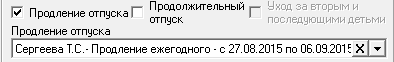 Продление отпуска
Продолжительный отпуск
Уход за вторым и последующими детьми
Продление отпуска
Сергеева Т.С.- Продление ежегодного - с 27.08.2015 по 06.09.2015